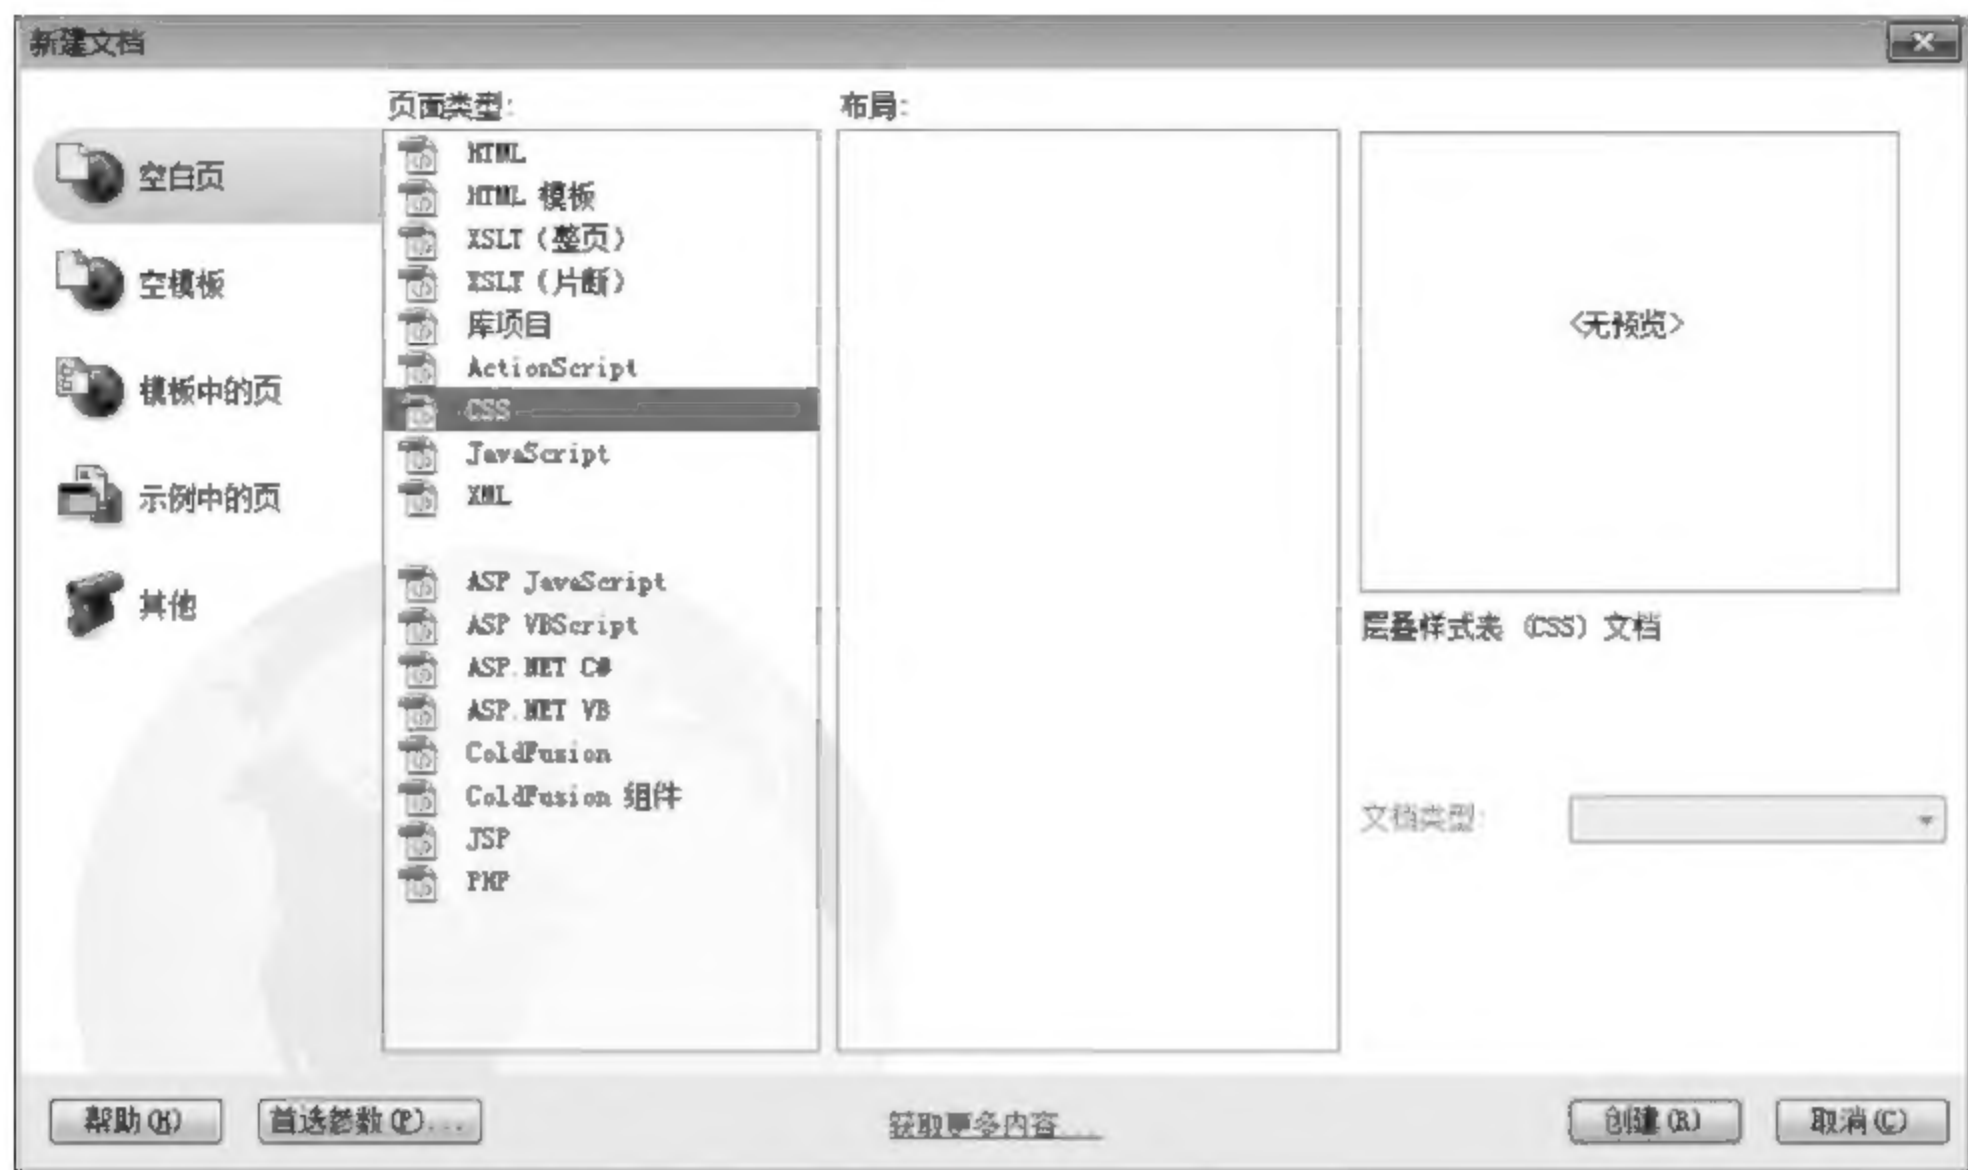 新建文档
页面类型:
布局:
空白页
空模板
模板中的页
示例中的页
其他
HTML
HTML 模板
XSLT（整页）
XSLT（片断）
库项目
ActionScript
CSS
JavaScript
XML
ASP JavaScript
ASP VBScript
ASP.NET C#
ASP.NET VB
ColdFusion
ColdFusion 组件
JSP
PHP
<无预览>
层叠样式表 (CSS) 文档
文档类型:
帮助(H)
首选参数(P)...
获取更多内容...
创建(R)
取消(C)